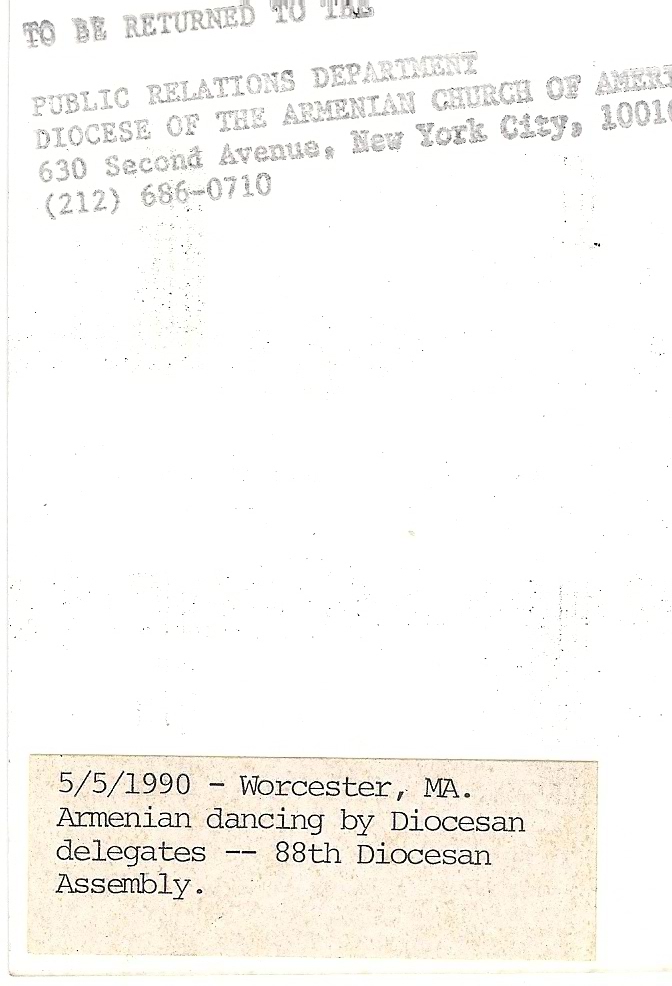 TO BE RETURNED TO THE
PUBLIC RELATIONS DEPARTMENT
DIOCESE OF THE ARMENIAN CHURCH OF AMER
630 Second Avenue, New York City, 1001
(212) 686-0710
5/5/1990 - Worcester, MA.
Armenian dancing by Diocesan
delegates -- 88th Diocesan
Assembly.